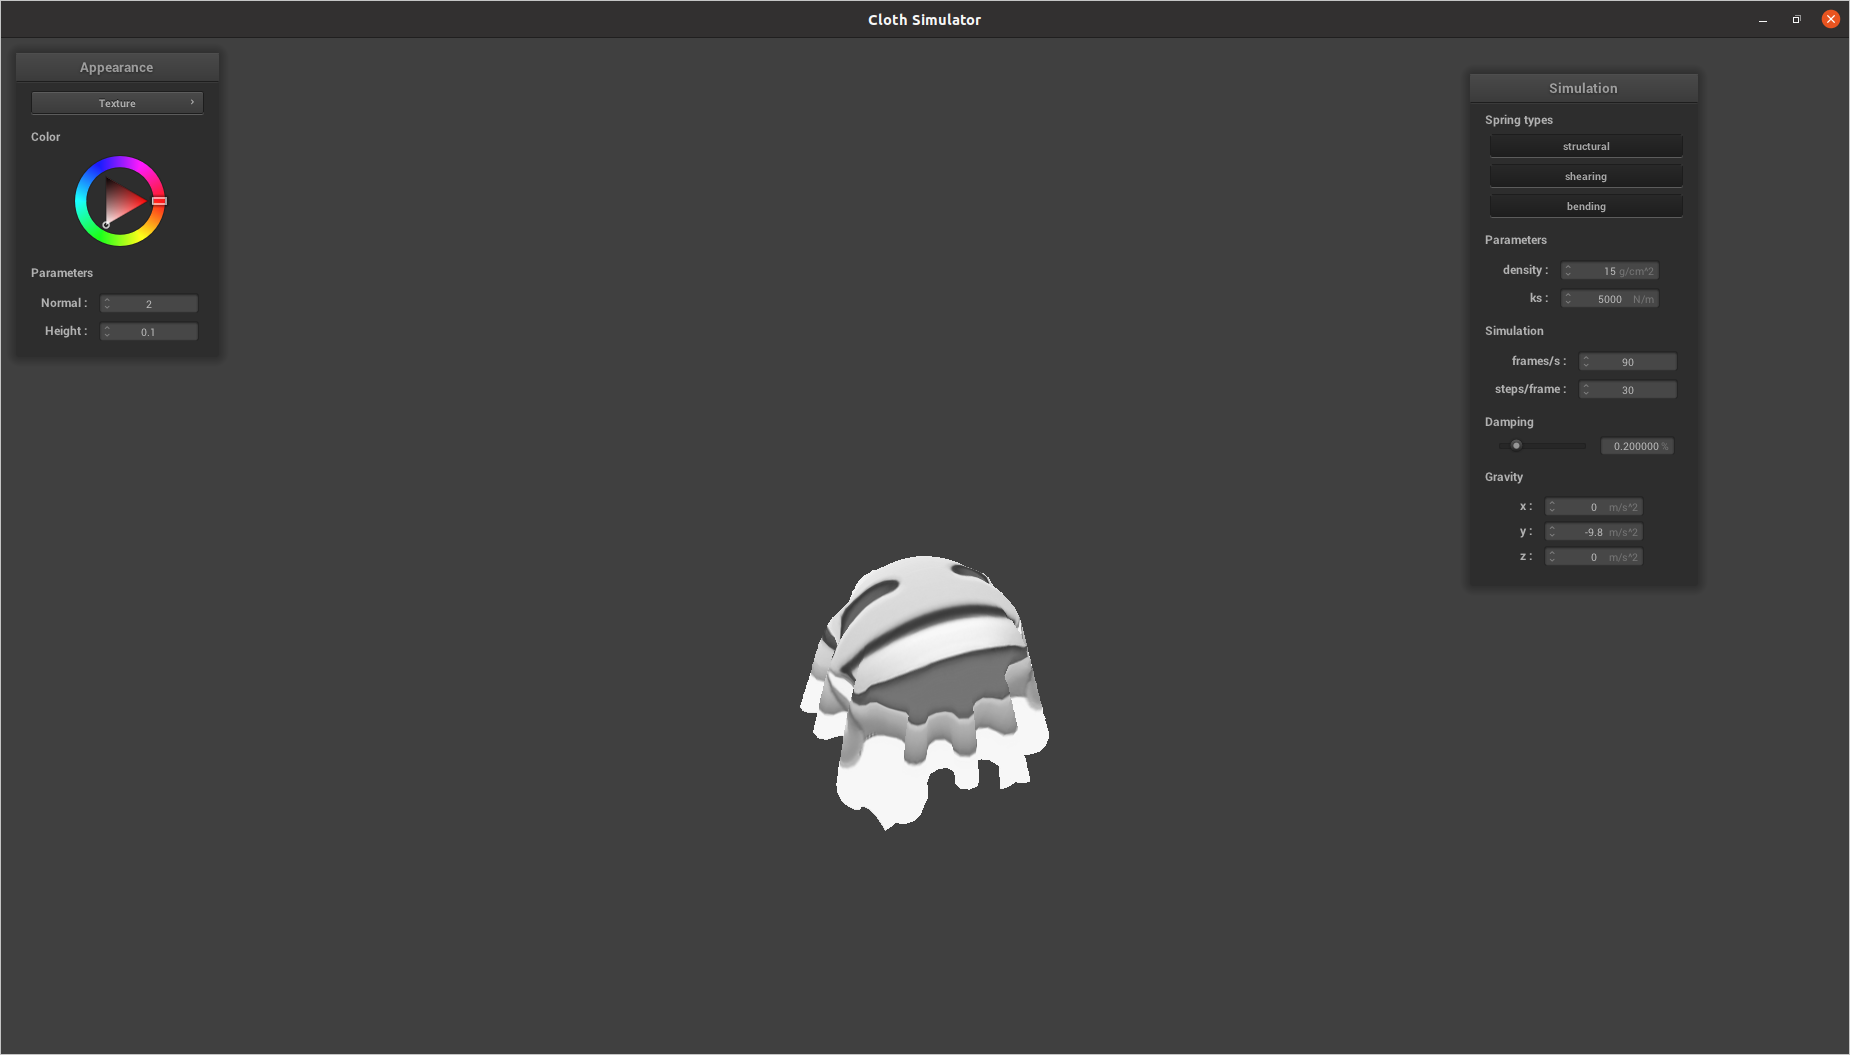 Cloth Simulator
Appearance
Texture
Color
Parameters
Normal : 2
Height : 0.1
Simulation
Spring types
structural
shearing
bending
Parameters
density : 15 g/cm^2
ks : 5000 N/m
Simulation
frames/s : 90
steps/frame : 30
Damping
0.200000 %
Gravity
x : 0 m/s^2
y : -9.8 m/s^2
z : 0 m/s^2